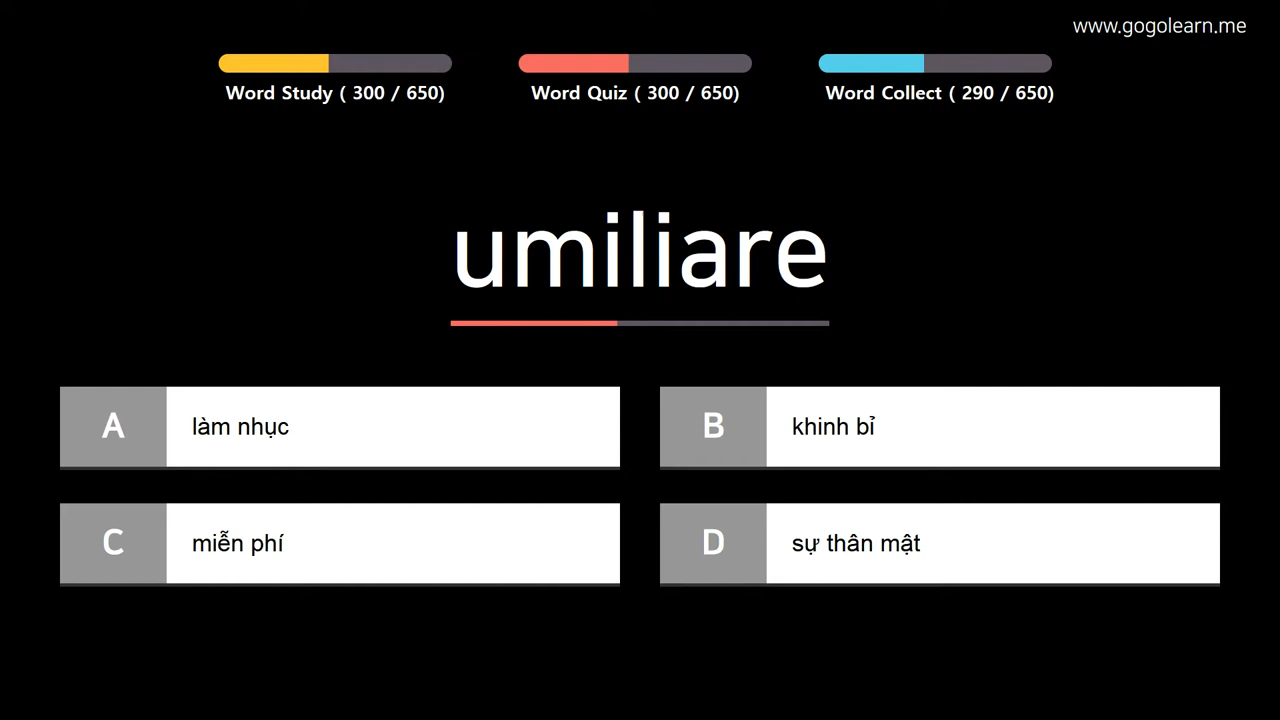 www.gogolearn.me
Word Study ( 300 / 650)
Word Quiz ( 300 / 650)
Word Collect ( 290 / 650)
umiliare
A làm nhục
B khinh bỉ
C miễn phí
D sự thân mật